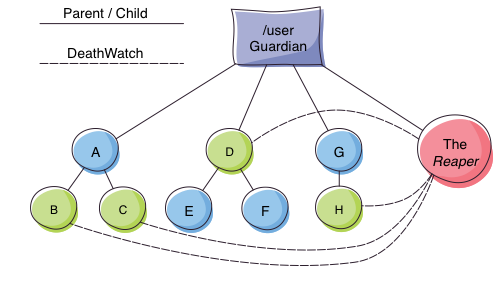 Parent / Child
DeathWatch
/user
Guardian
A
D
G
The
Reaper
B
C
E
F
H